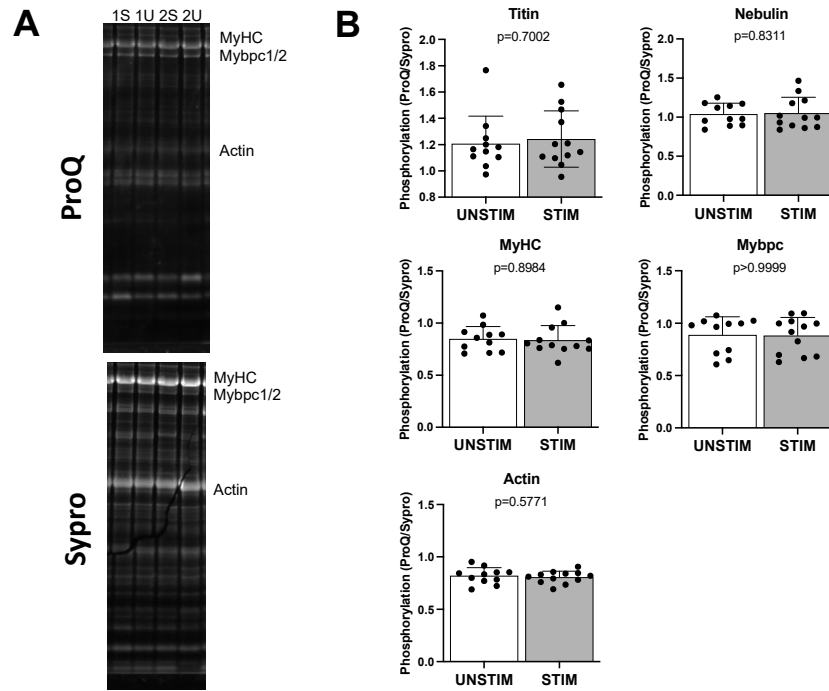 A
1S 1U 2S 2U
MyHC
Mybpc1/2
Actin
ProQ
MyHC
Mybpc1/2
Actin
Sypro
B
Titin
p=0.7002
Phosphorylation (ProQ/Sypro)
2.0
1.8
1.6
1.4
1.2
1.0
0.8
UNSTIM STIM
Nebulin
p=0.8311
Phosphorylation (ProQ/Sypro)
2.0
1.5
1.0
0.5
0.0
UNSTIM STIM
MyHC
p=0.8984
Phosphorylation (ProQ/Sypro)
1.5
1.0
0.5
0.0
UNSTIM STIM
Mybpc
p>0.9999
Phosphorylation (ProQ/Sypro)
1.5
1.0
0.5
0.0
UNSTIM STIM
Actin
p=0.5771
Phosphorylation (ProQ/Sypro)
1.5
1.0
0.5
0.0
UNSTIM STIM